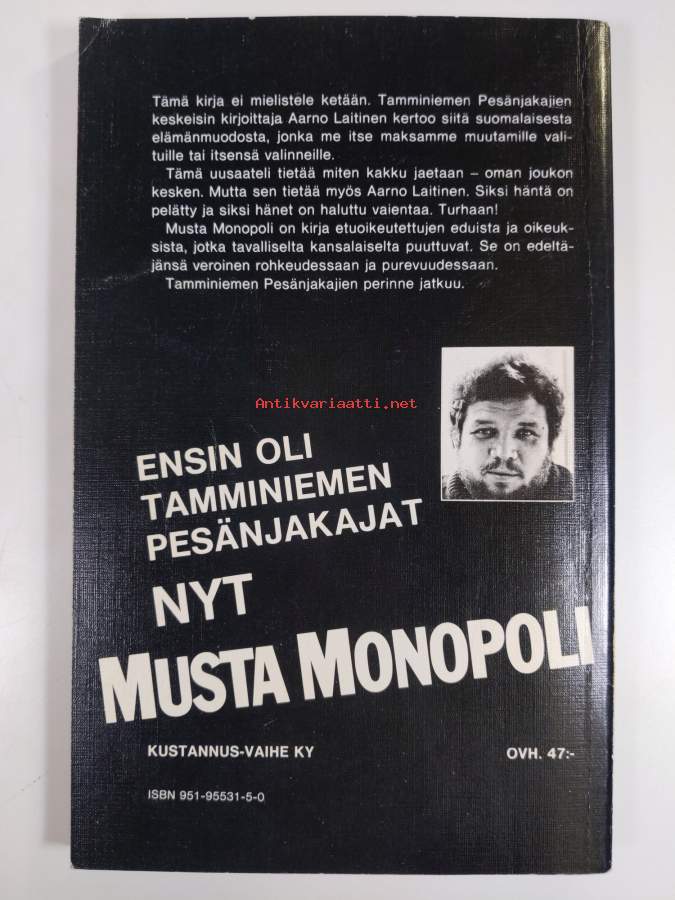 Tämä kirja ei mielistele ketään. Tamminiemen Pesänjakajien
keskeisin kirjoittaja Aarno Laitinen kertoo siitä suomalaisesta
elämänmuodosta, jonka me itse maksamme muutamille vali-
tuille tai itsensä valinneille.
Tämä uusaateli tietää miten kakku jaetaan – oman joukon
kesken. Mutta sen tietää myös Aarno Laitinen. Siksi häntä on
pelätty ja siksi hänet on haluttu vaientaa. Turhaan!
Musta Monopoli on kirja etuoikeutettujen eduista ja oikeuk-
sista, jotka tavalliselta kansalaiselta puuttuvat. Se on edeltä-
jänsä veroinen rohkeudessaan ja purevuudessaan.
Tamminiemen Pesänjakajien perinne jatkuu.
Antikvariaatti.net
ENSIN OLI
TAMMINIEMEN
PESÄNJAKAJAT
NYT
MUSTA MONOPOLI
KUSTANNUS-VAIHE KY
OVH. 47:-
ISBN 951-95531-5-0